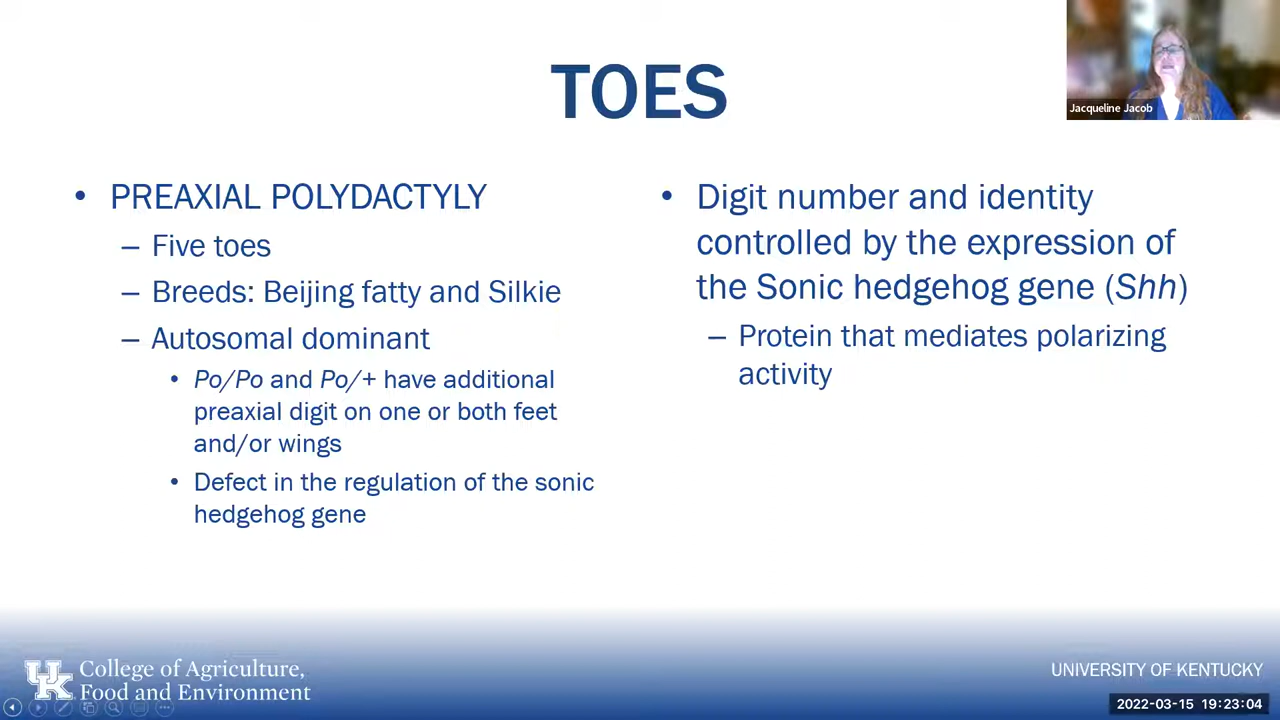 TOES
Jacqueline Jacob
• PREAXIAL POLYDACTYLY
– Five toes
– Breeds: Beijing fatty and Silkie
– Autosomal dominant
• Po/Po and Po/+ have additional
preaxial digit on one or both feet
and/or wings
• Defect in the regulation of the sonic
hedgehog gene
• Digit number and identity
controlled by the expression of
the Sonic hedgehog gene (Shh)
– Protein that mediates polarizing
activity
UK
College of Agriculture,
Food and Environment
UNIVERSITY OF KENTUCKY
2022-03-15 19:23:04